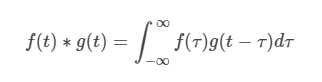 f(t) ∗ g(t) = ∫_{−∞}^{∞} f(τ)g(t − τ)dτ